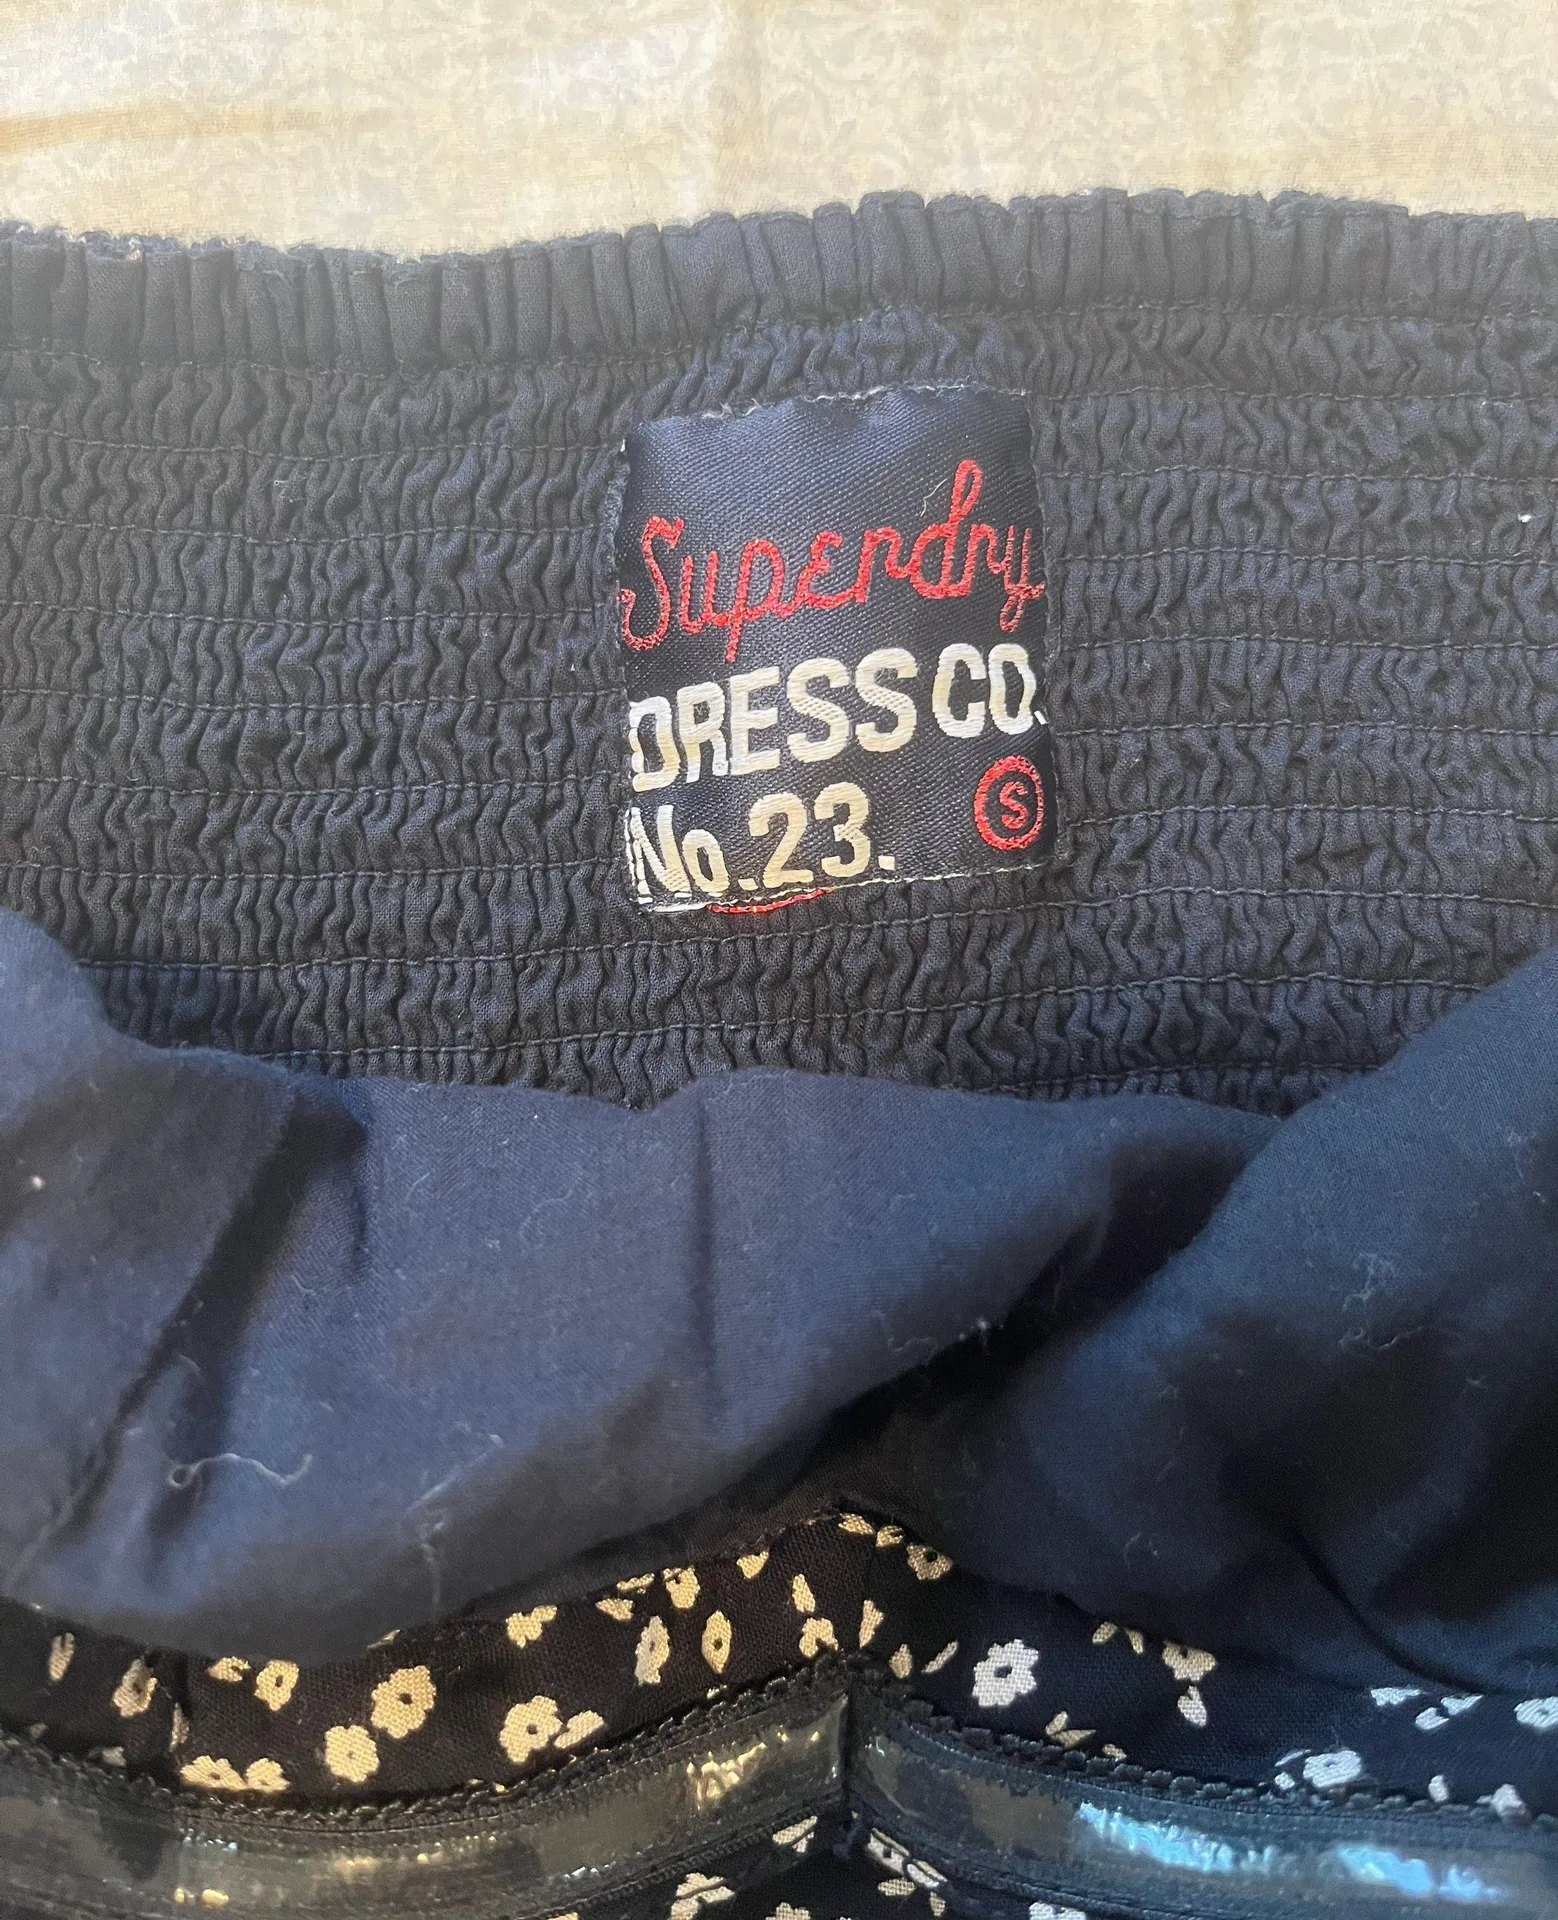 Superdry
DRESS CO.
No.23.
S